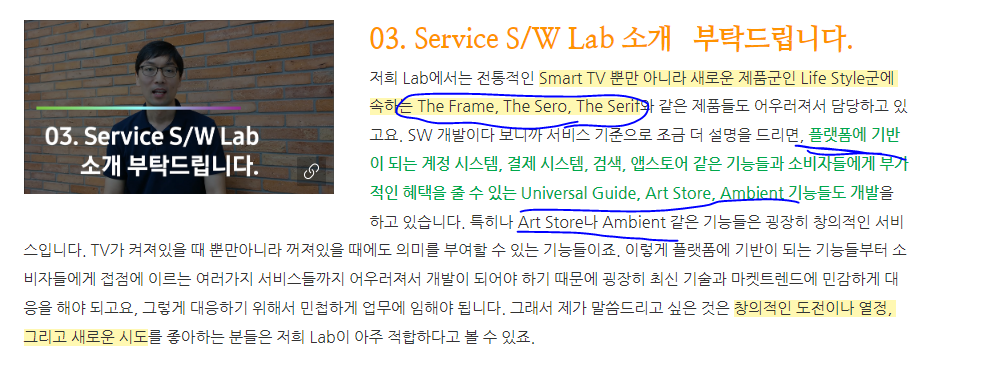 03. Service S/W Lab
소개 부탁드립니다.
03. Service S/W Lab 소개 부탁드립니다.
저희 Lab에서는 전통적인 Smart TV 뿐만 아니라 새로운 제품군인 Life Style군에
속하는 The Frame, The Sero, The Serif와 같은 제품들도 어우러져서 담당하고 있
고요. SW 개발이다 보니까 서비스 기준으로 조금 더 설명을 드리면, 플랫폼에 기반
이 되는 계정 시스템, 결제 시스템, 검색, 앱스토어 같은 기능들과 소비자들에게 부가
적인 혜택을 줄 수 있는 Universal Guide, Art Store, Ambient 기능들도 개발을
하고 있습니다. 특히나 Art Store나 Ambient 같은 기능들은 굉장히 창의적인 서비
스입니다. TV가 켜져있을 때 뿐만아니라 꺼져있을 때에도 의미를 부여할 수 있는 기능들이죠. 이렇게 플랫폼에 기반이 되는 기능들부터 소
비자들에게 접점에 이르는 여러가지 서비스들까지 어우러져서 개발이 되어야 하기 때문에 굉장히 최신 기술과 마켓트렌드에 민감하게 대
응을 해야 되고요, 그렇게 대응하기 위해서 민첩하게 업무에 임해야 됩니다. 그래서 제가 말씀드리고 싶은 것은 창의적인 도전이나 열정,
그리고 새로운 시도를 좋아하는 분들은 저희 Lab이 아주 적합하다고 볼 수 있죠.